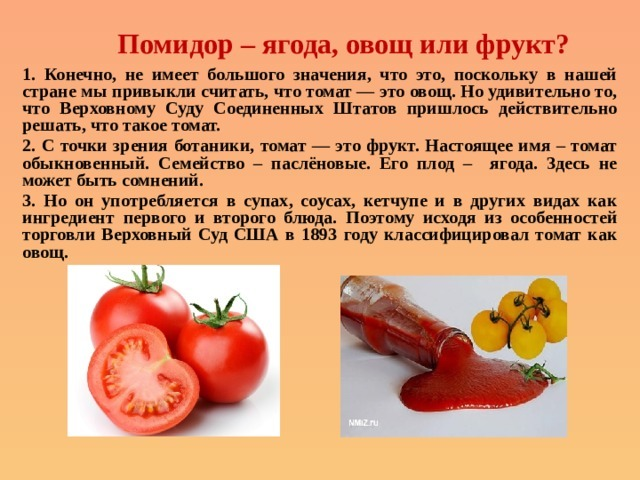 Помидор – ягода, овощ или фрукт?
1. Конечно, не имеет большого значения, что это, поскольку в нашей
стране мы привыкли считать, что томат — это овощ. Но удивительно то,
что Верховному Суду Соединенных Штатов пришлось действительно
решать, что такое томат.
2. С точки зрения ботаники, томат — это фрукт. Настоящее имя – томат
обыкновенный. Семейство – паслёновые. Его плод – ягода. Здесь не
может быть сомнений.
3. Но он употребляется в супах, соусах, кетчупе и в других видах как
ингредиент первого и второго блюда. Поэтому исходя из особенностей
торговли Верховный Суд США в 1893 году классифицировал томат как
овощ.
NMiZ.ru